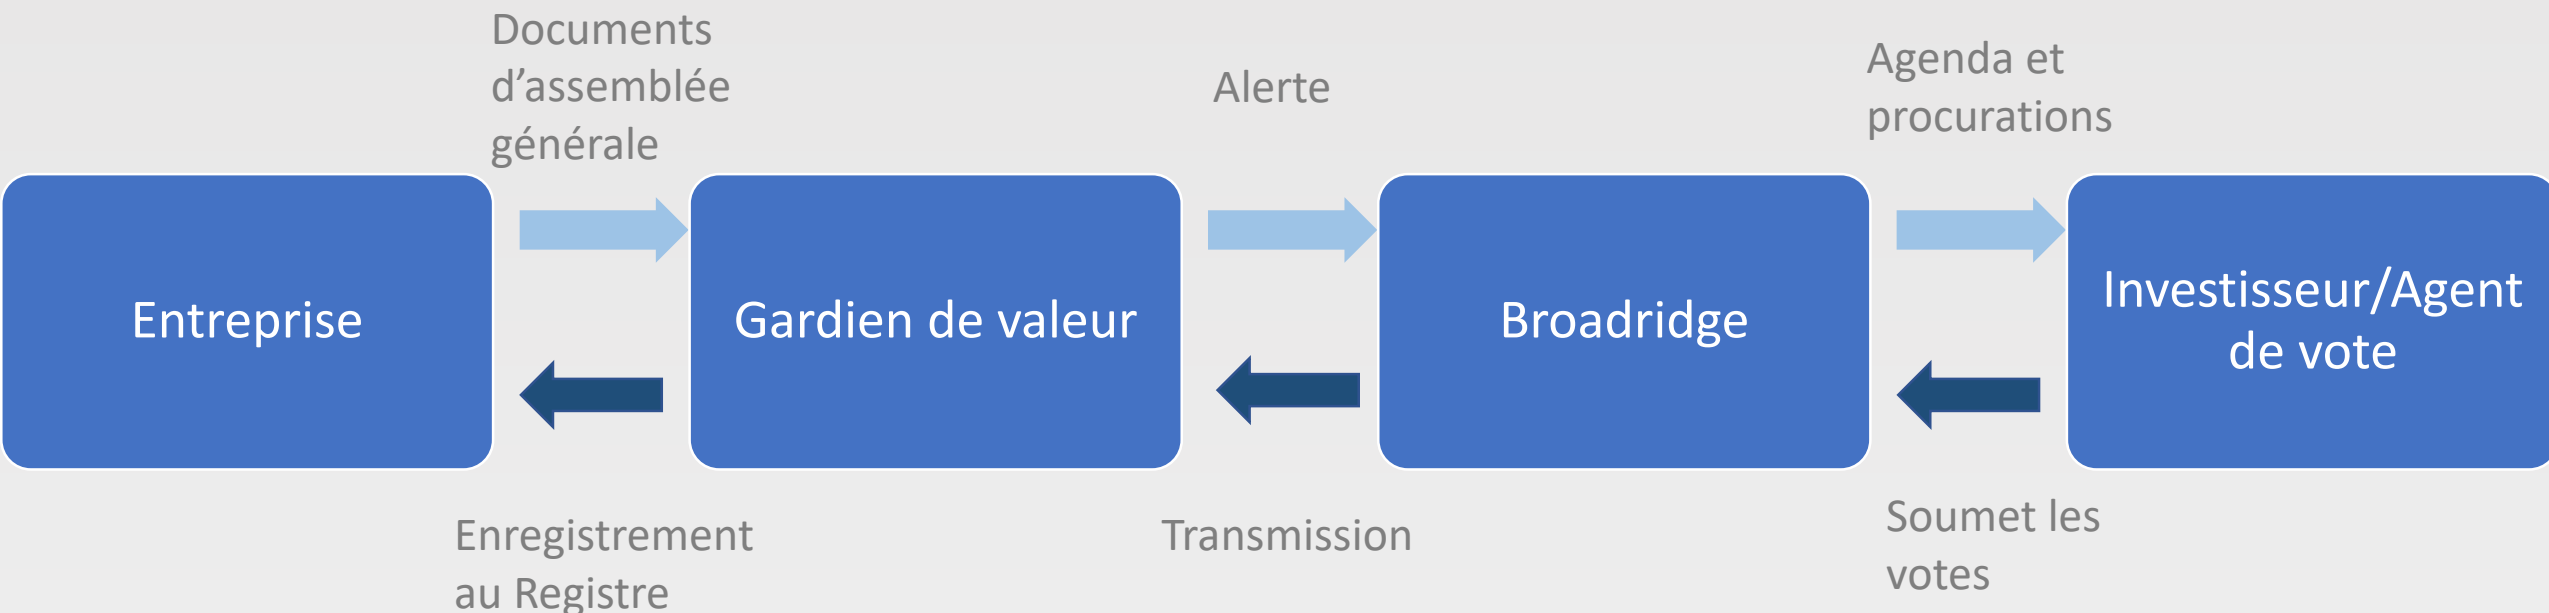 Documents
d’assemblée
générale
Alerte
Agenda et
procurations
Entreprise
Gardien de valeur
Broadridge
Investisseur/Agent
de vote
Enregistrement
au Registre
Transmission
Soumet les
votes